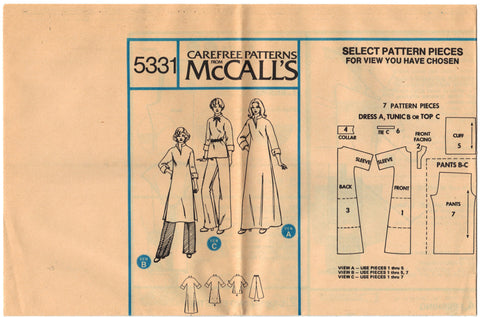 5331
CAREFREE PATTERNS
FROM
McCALL'S
VIEW
B
VIEW
C
VIEW
A
SELECT PATTERN PIECES
FOR VIEW YOU HAVE CHOSEN
7 PATTERN PIECES
DRESS A, TUNIC B OR TOP C
4
COLLAR
TIE C 6
FRONT
FACING
2
CUFF
5
SLEEVE
SLEEVE
PANTS B-C
BACK
FRONT
3
1
PANTS
7
VIEW A - USE PIECES 1 thru 5
VIEW B - USE PIECES 1 thru 5, 7
VIEW C - USE PIECES 1 thru 7